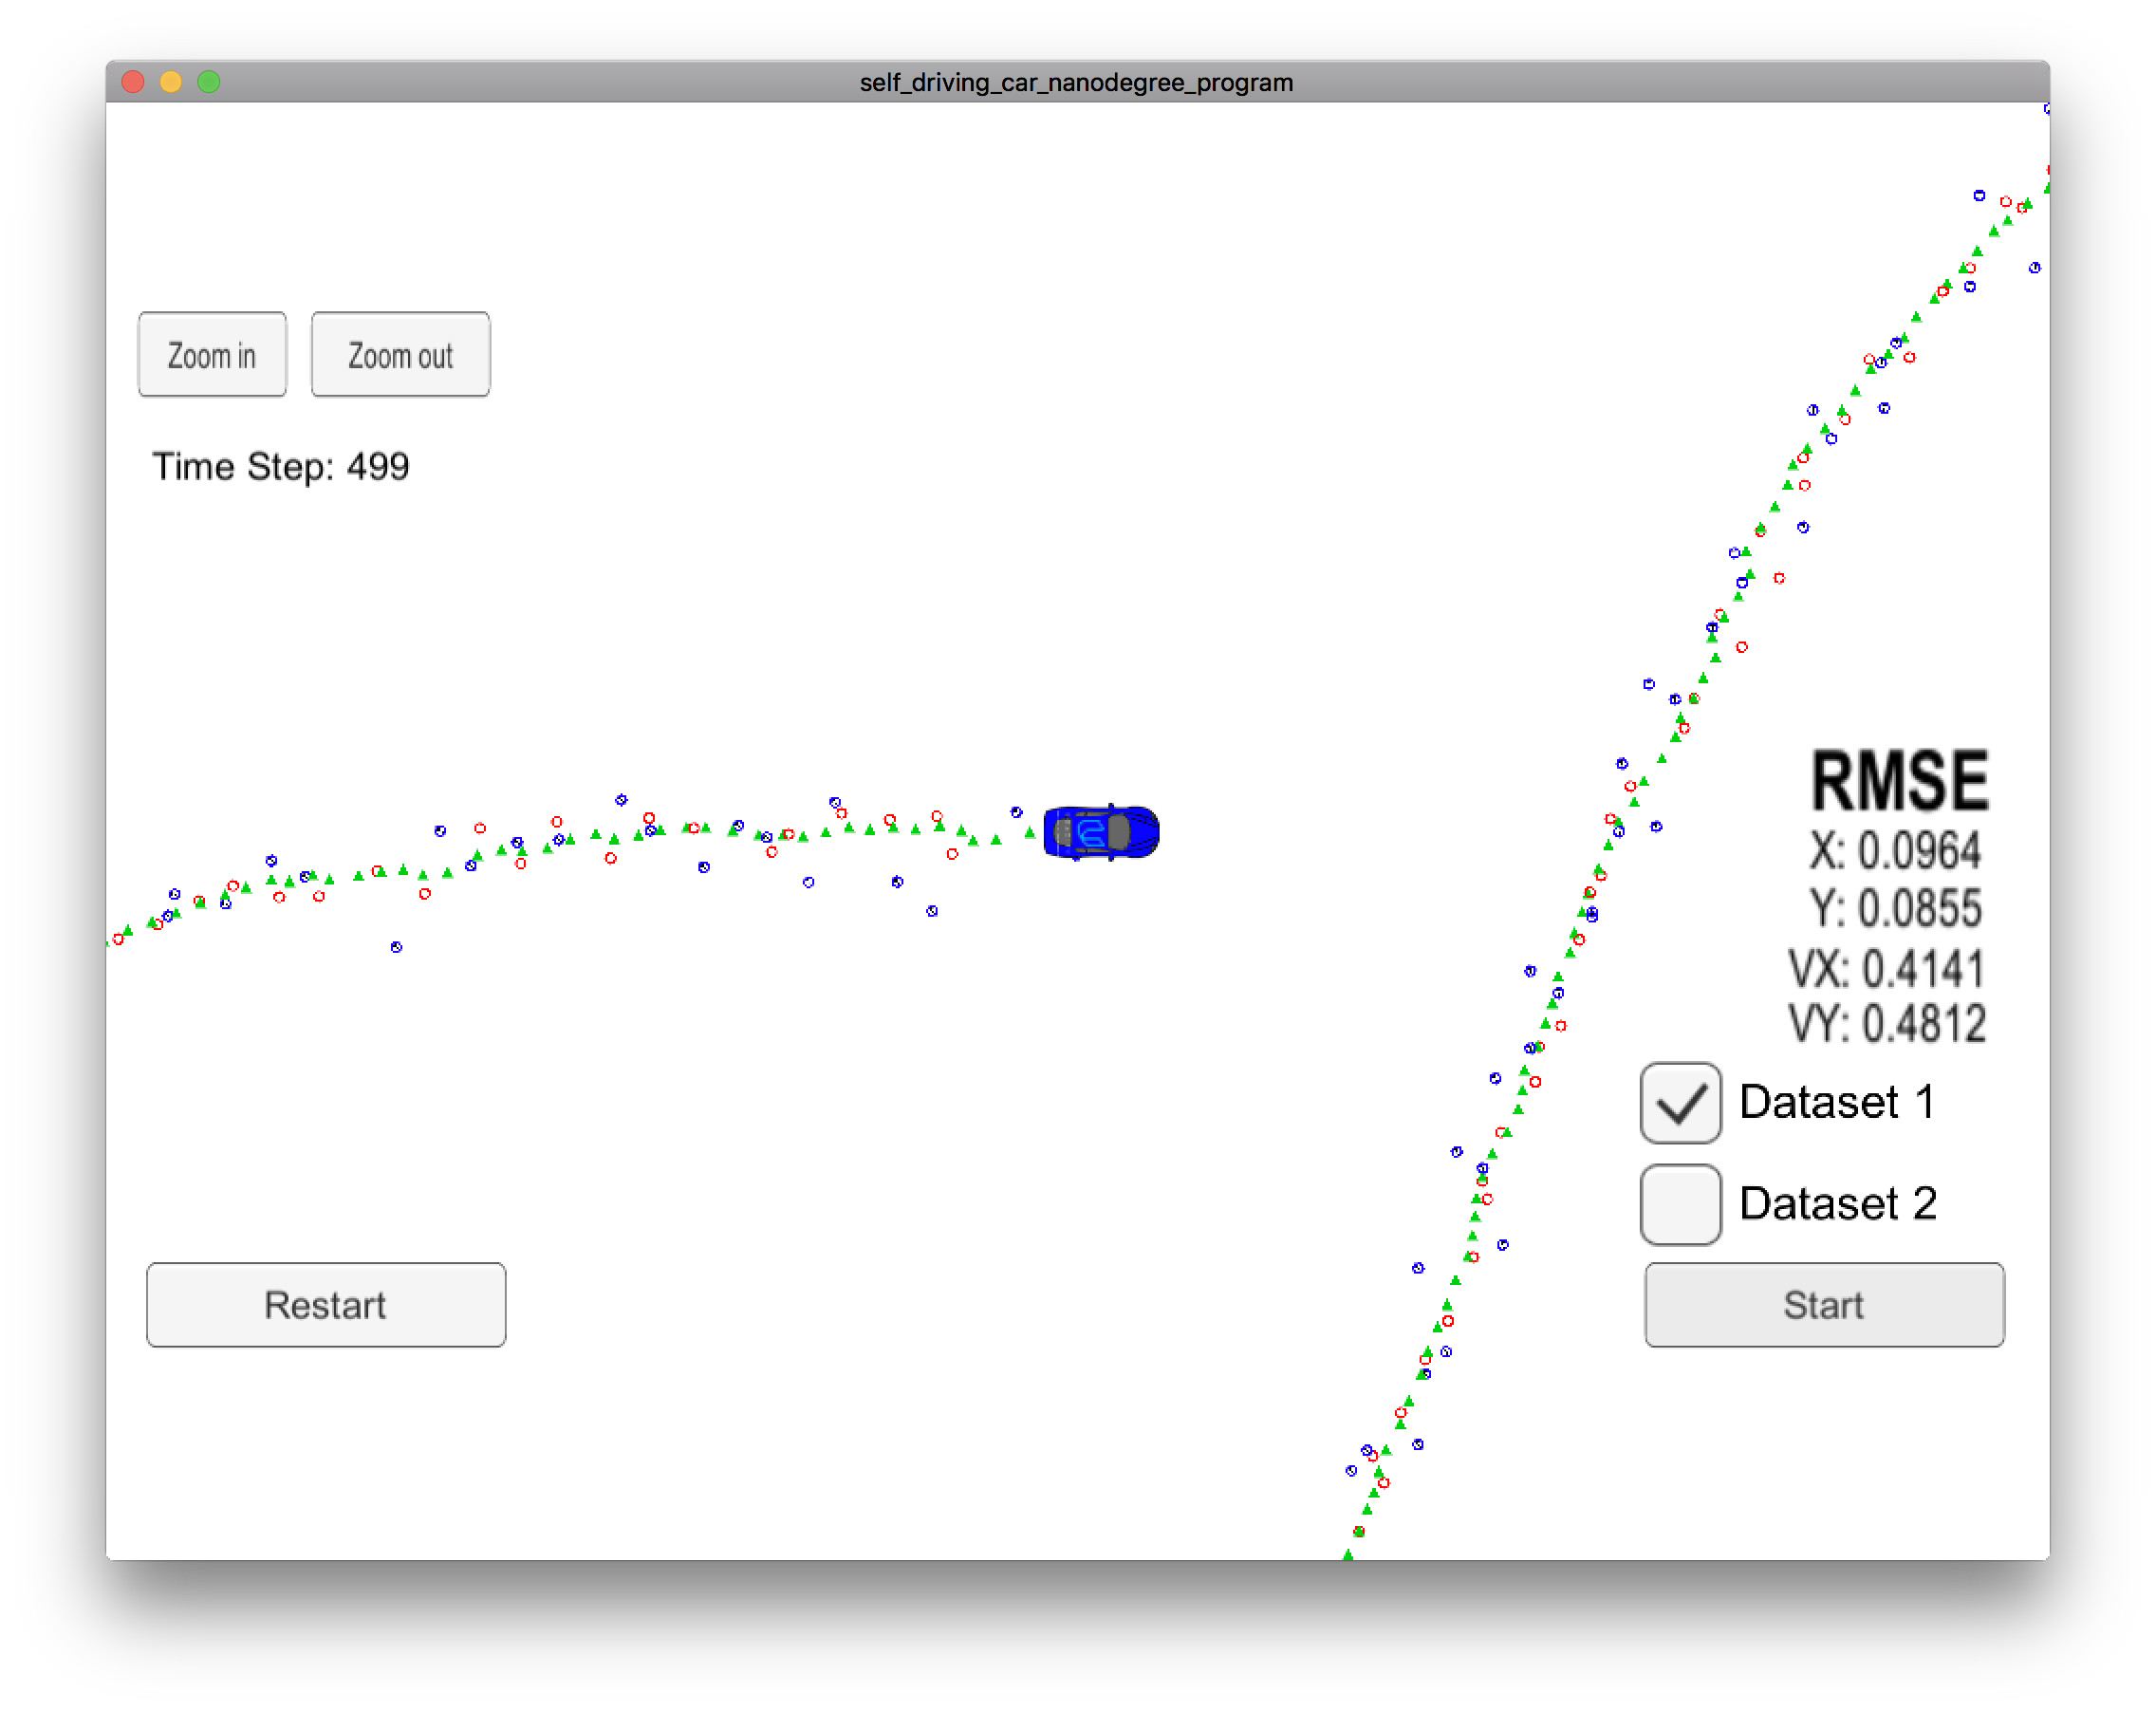 self_driving_car_nanodegree_program
Zoom in
Zoom out
Time Step: 499
RMSE
X: 0.0964
Y: 0.0855
VX: 0.4141
VY: 0.4812
Dataset 1
Dataset 2
Restart
Start